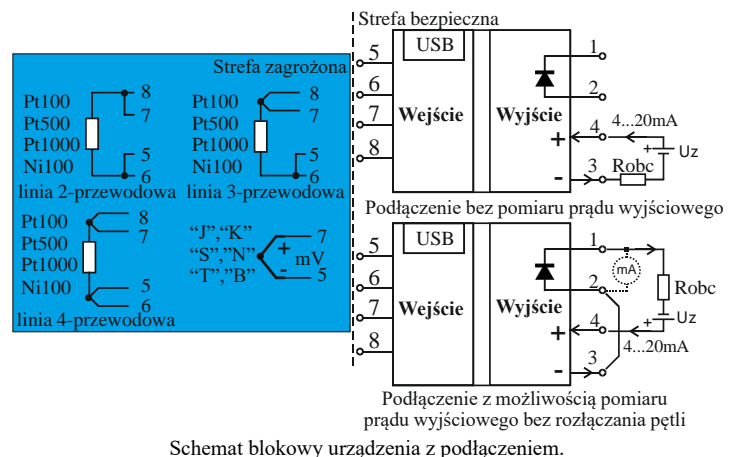 Strefa bezpieczna
Strefa zagrożona
Pt100
Pt500
Pt1000
Ni100
8
7
5
6
linia 2-przewodowa
Pt100
Pt500
Pt1000
Ni100
8
7
5
6
linia 3-przewodowa
Pt100
Pt500
Pt1000
Ni100
8
7
5
6
linia 4-przewodowa
“J”,“K”
“S”,”N”
“T”,”B”
+
-
7
mV
5
5
6
7
8
USB
Wejście
Wyjście
+
-
1
2
4
3
4...20mA
+
Uz
Robc
Podłączenie bez pomiaru prądu wyjściowego
5
6
7
8
USB
Wejście
Wyjście
+
-
1
2
4
3
mA
Robc
+
Uz
4...20mA
Podłączenie z możliwością pomiaru
prądu wyjściowego bez rozłączania pętli
Schemat blokowy urządzenia z podłączeniem.